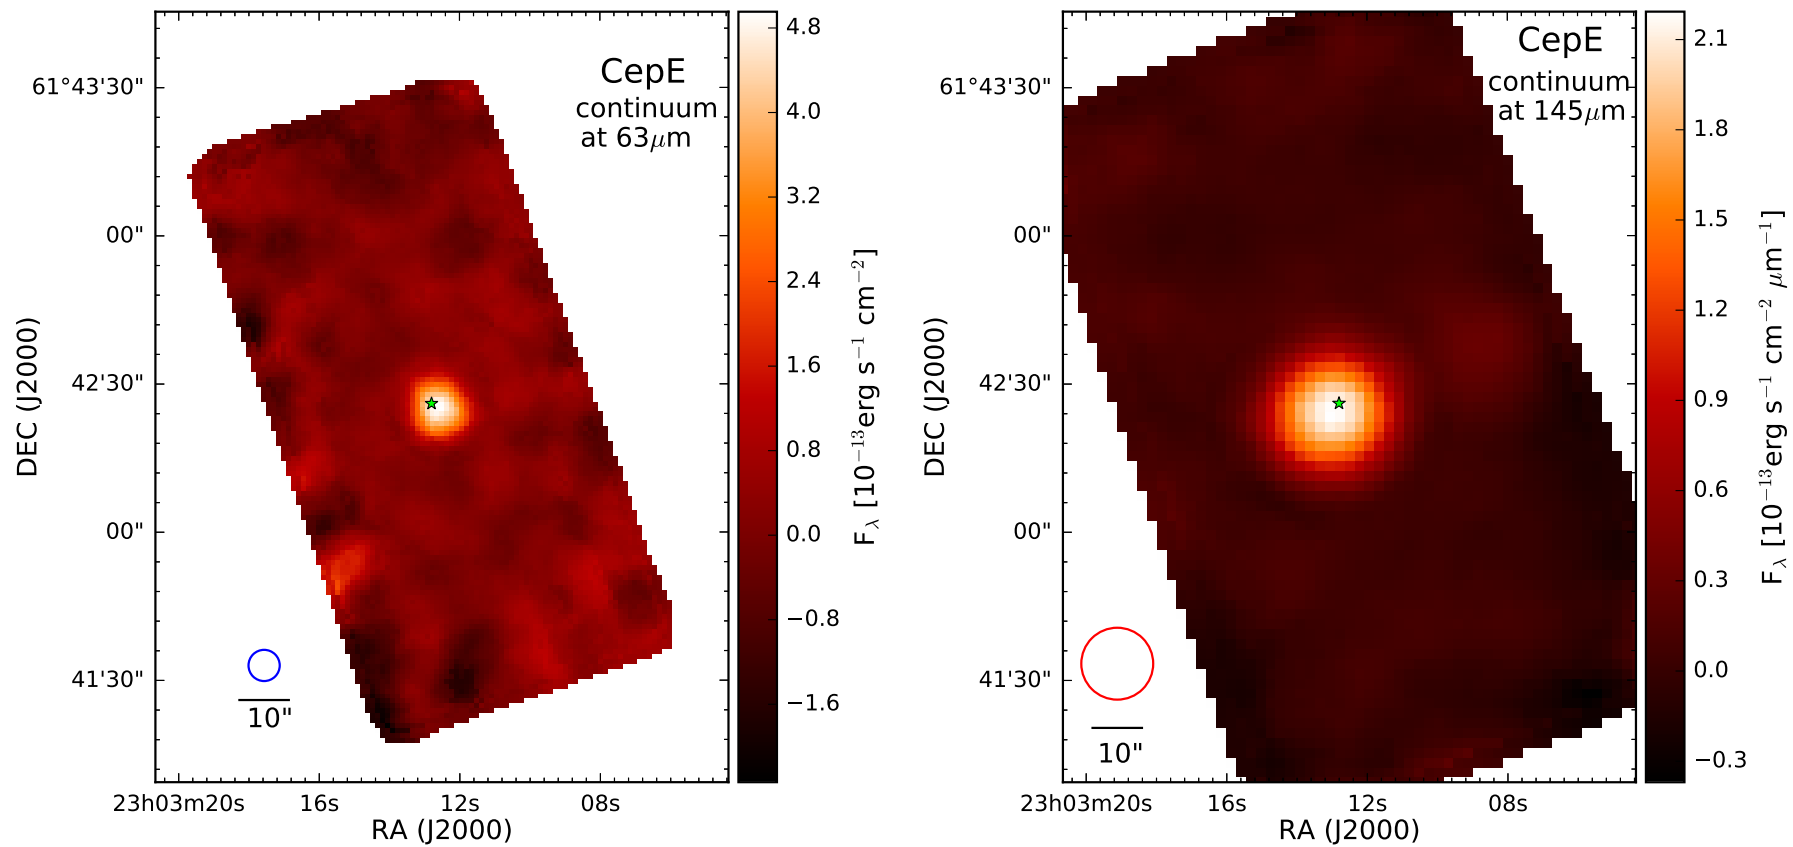 CepE
continuum
at 63μm
61°43'30"
00"
42'30"
00"
41'30"
DEC (J2000)
10"
23h03m20s 16s 12s 08s
RA (J2000)
4.8
4.0
3.2
2.4
1.6
0.8
0.0
−0.8
−1.6
F_λ [10^−13 erg s^−1 cm^−2]
CepE
continuum
at 145μm
61°43'30"
00"
42'30"
00"
41'30"
DEC (J2000)
10"
23h03m20s 16s 12s 08s
RA (J2000)
2.1
1.8
1.5
1.2
0.9
0.6
0.3
0.0
−0.3
F_λ [10^−13 erg s^−1 cm^−2 μm^−1]